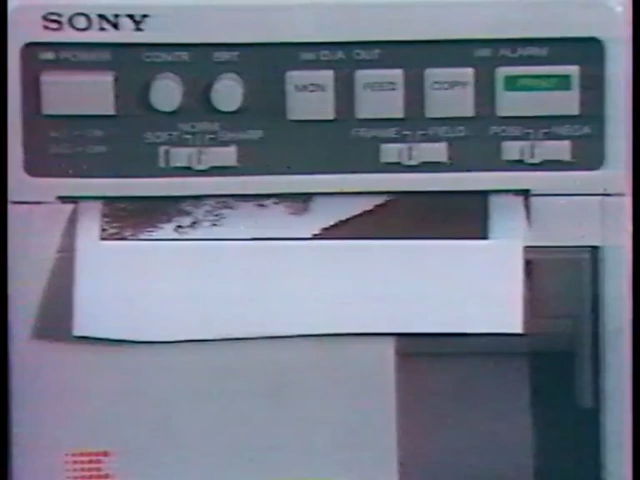 SONY
POWER CONTR BRT D/A OUT ALARM
MON FEED COPY PRINT
NORM
SOFT SHARP FRAME FIELD POSI NEGA